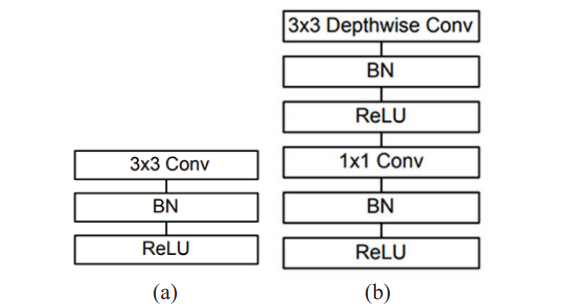 3x3 Conv
BN
ReLU
(a)
3x3 Depthwise Conv
BN
ReLU
1x1 Conv
BN
ReLU
(b)